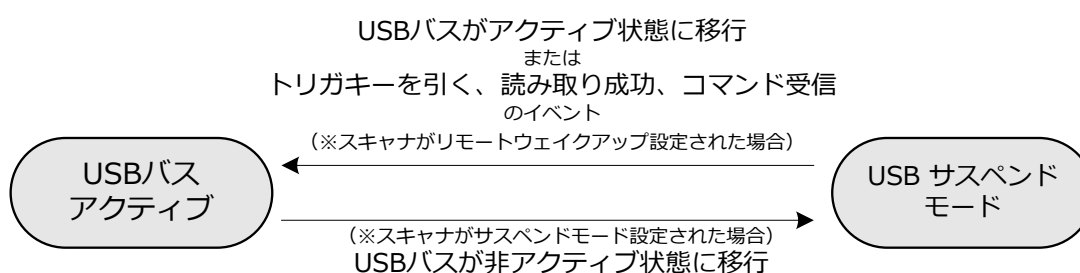 USBバスがアクティブ状態に移行
または
トリガキーを引く、読み取り成功、コマンド受信
のイベント
（※スキャナがリモートウェイクアップ設定された場合）
USBバス
アクティブ
USB サスペンド
モード
（※スキャナがサスペンドモード設定された場合）
USBバスが非アクティブ状態に移行